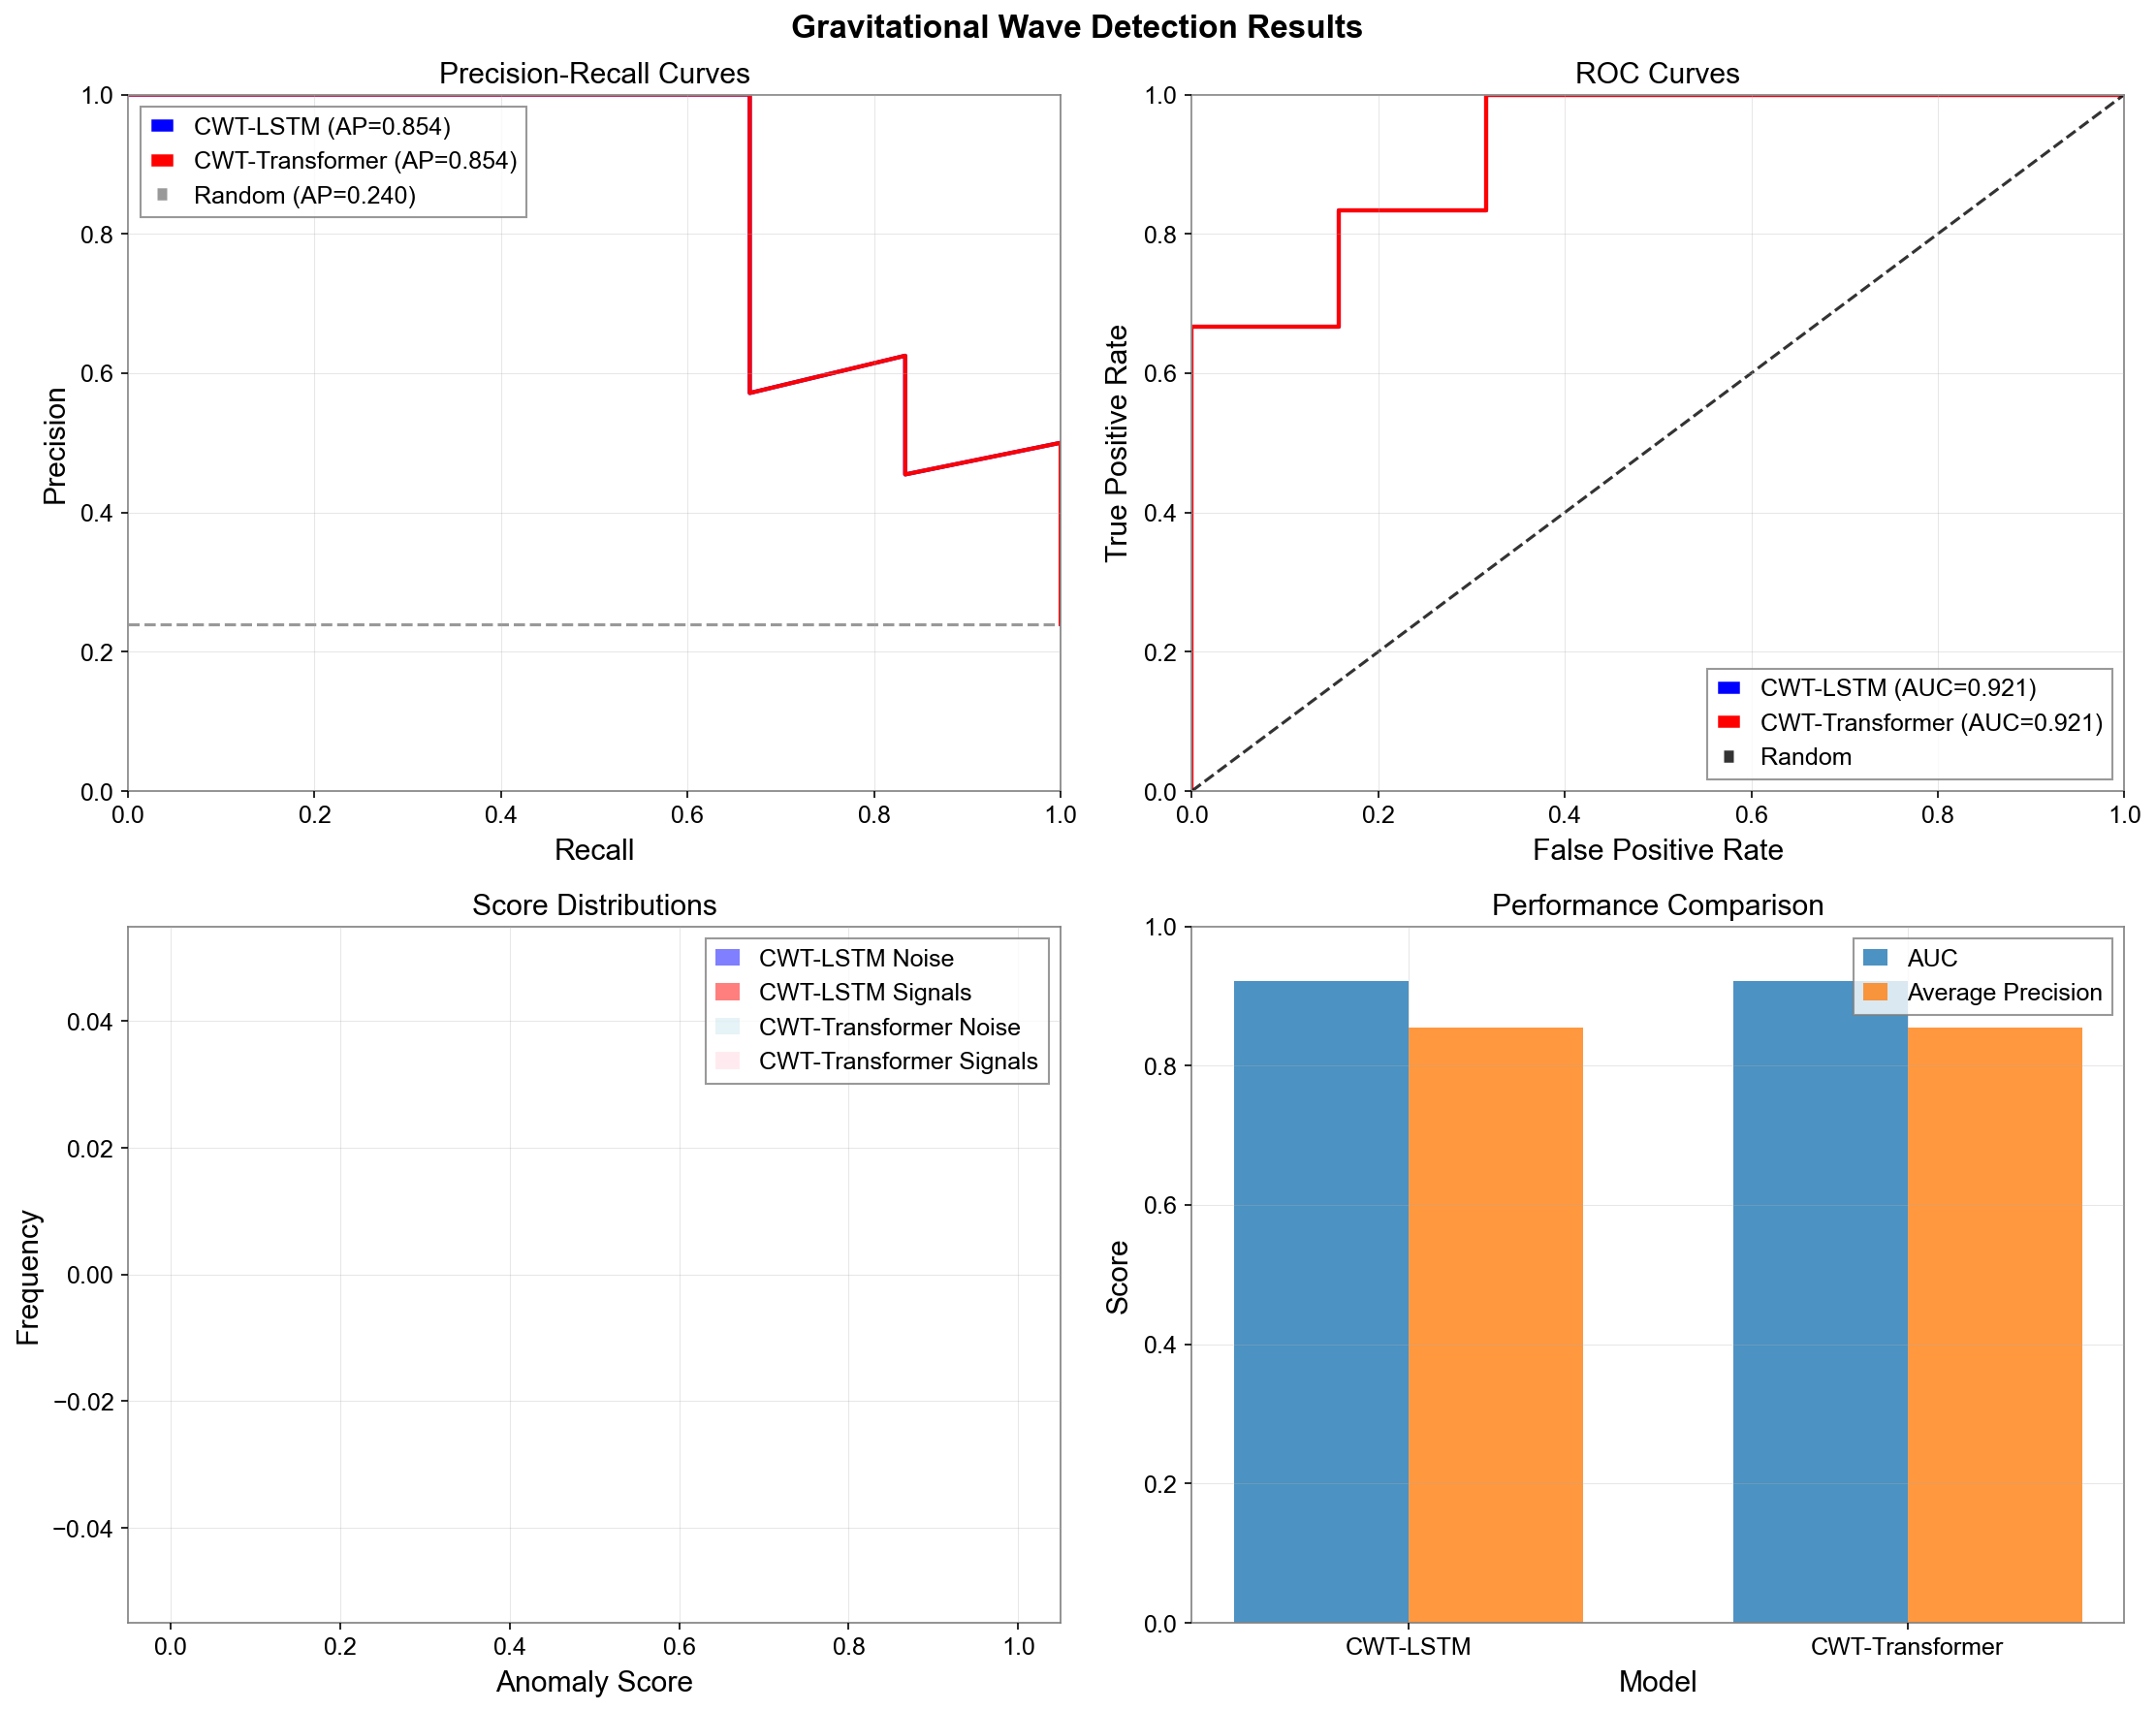 Gravitational Wave Detection Results
Precision-Recall Curves
1.0
0.8
0.6
0.4
0.2
0.0
Precision
CWT-LSTM (AP=0.854)
CWT-Transformer (AP=0.854)
Random (AP=0.240)
0.0 0.2 0.4 0.6 0.8 1.0
Recall
ROC Curves
1.0
0.8
0.6
0.4
0.2
0.0
True Positive Rate
CWT-LSTM (AUC=0.921)
CWT-Transformer (AUC=0.921)
Random
0.0 0.2 0.4 0.6 0.8 1.0
False Positive Rate
Score Distributions
CWT-LSTM Noise
CWT-LSTM Signals
CWT-Transformer Noise
CWT-Transformer Signals
0.04
0.02
0.00
−0.02
−0.04
Frequency
0.0 0.2 0.4 0.6 0.8 1.0
Anomaly Score
Performance Comparison
1.0
0.8
0.6
0.4
0.2
0.0
Score
AUC
Average Precision
CWT-LSTM CWT-Transformer
Model